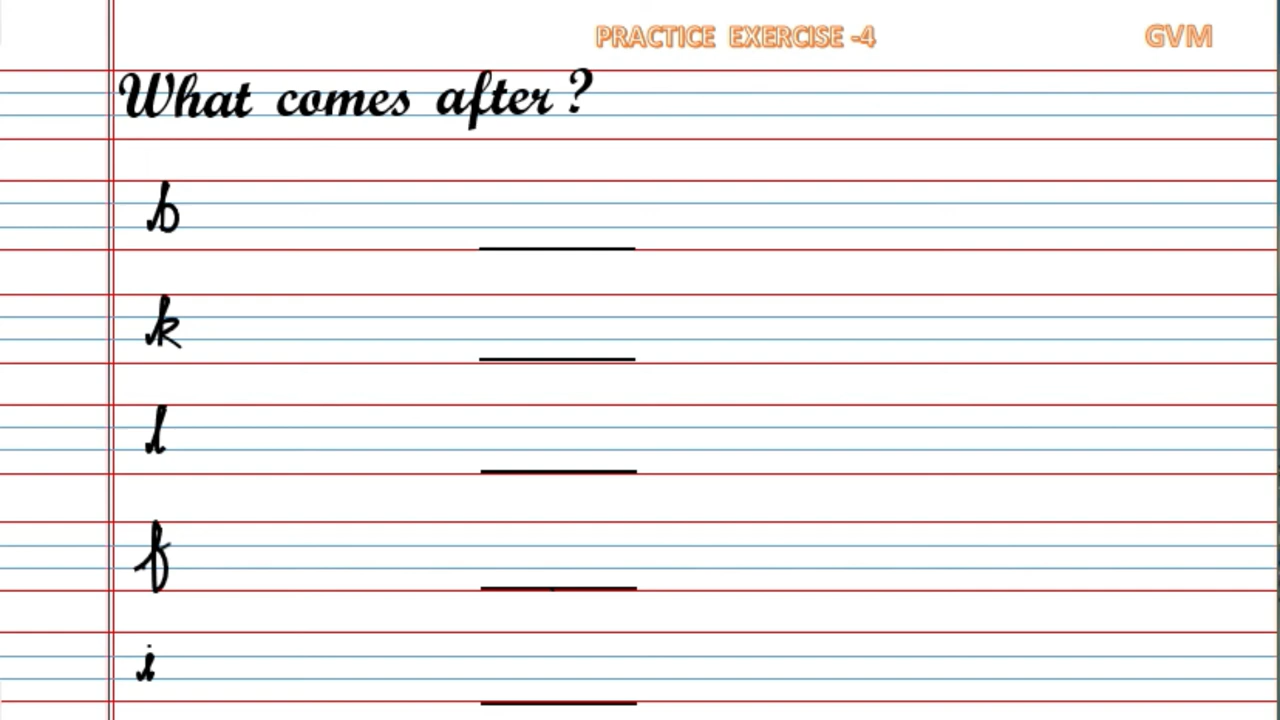 PRACTICE EXERCISE -4 GVM
What comes after ?
b
k
l
f
i